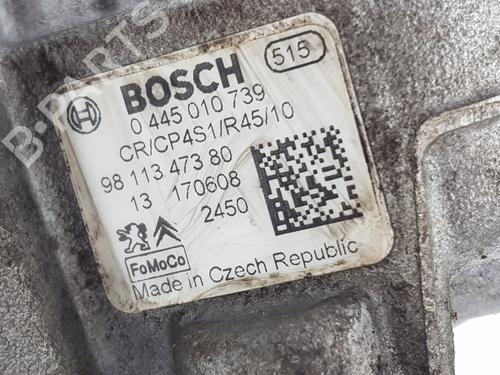 B-PARTS
BOSCH
515
0 445 010 739
CR/CP4S1/R45/10
98 113 473 80
13 170608
2450
FoMoCo
Made in Czech Republic